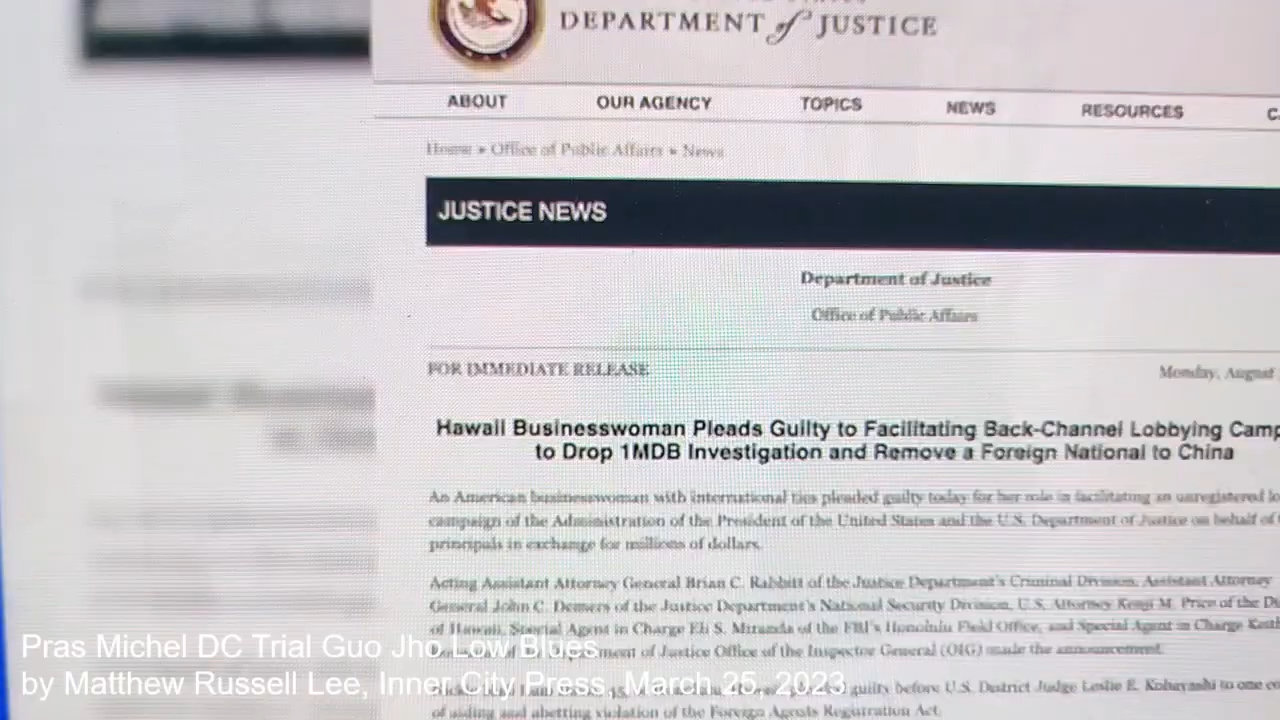 DEPARTMENT of JUSTICE
ABOUT OUR AGENCY TOPICS NEWS RESOURCES
Home » Office of Public Affairs » News
JUSTICE NEWS
Department of Justice
Office of Public Affairs
FOR IMMEDIATE RELEASE Monday, August
Hawaii Businesswoman Pleads Guilty to Facilitating Back-Channel Lobbying Camp
to Drop 1MDB Investigation and Remove a Foreign National to China
An American businesswoman with international ties pleaded guilty today for her role in facilitating an unregistered
campaign of the Administration of the President of the United States and the U.S. Department of Justice on behalf of
principals in exchange for millions of dollars.
Acting Assistant Attorney General Brian C. Rabbitt of the Justice Department's Criminal Division, Assistant Attorney
General John C. Demers of the Justice Department's National Security Division, U.S. Attorney Kenji M. Price of the
of Hawaii, Special Agent in Charge Eli S. Miranda of the FBI's Honolulu Field Office, and Special Agent in Charge
of Justice Office of the Inspector General (OIG) made the announcement.
guilty before U.S. District Judge Leslie E. Kobayashi to one
of aiding and abetting violation of the Foreign Agents Registration Act.
Pras Michel DC Trial Guo Jho Low Blues
by Matthew Russell Lee, Inner City Press, March 25, 2023